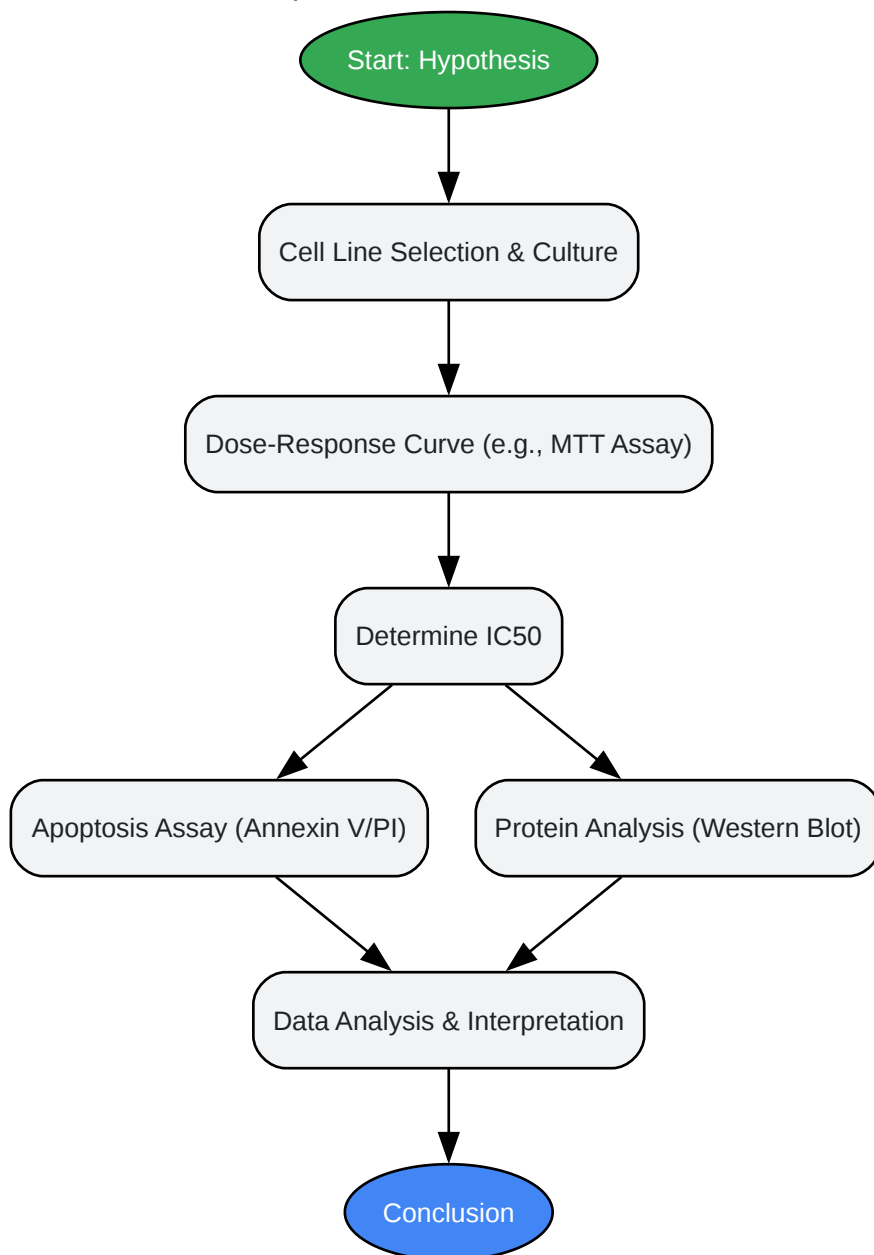 Start: Hypothesis
Cell Line Selection & Culture
Dose-Response Curve (e.g., MTT Assay)
Determine IC50
Apoptosis Assay (Annexin V/PI)
Protein Analysis (Western Blot)
Data Analysis & Interpretation
Conclusion